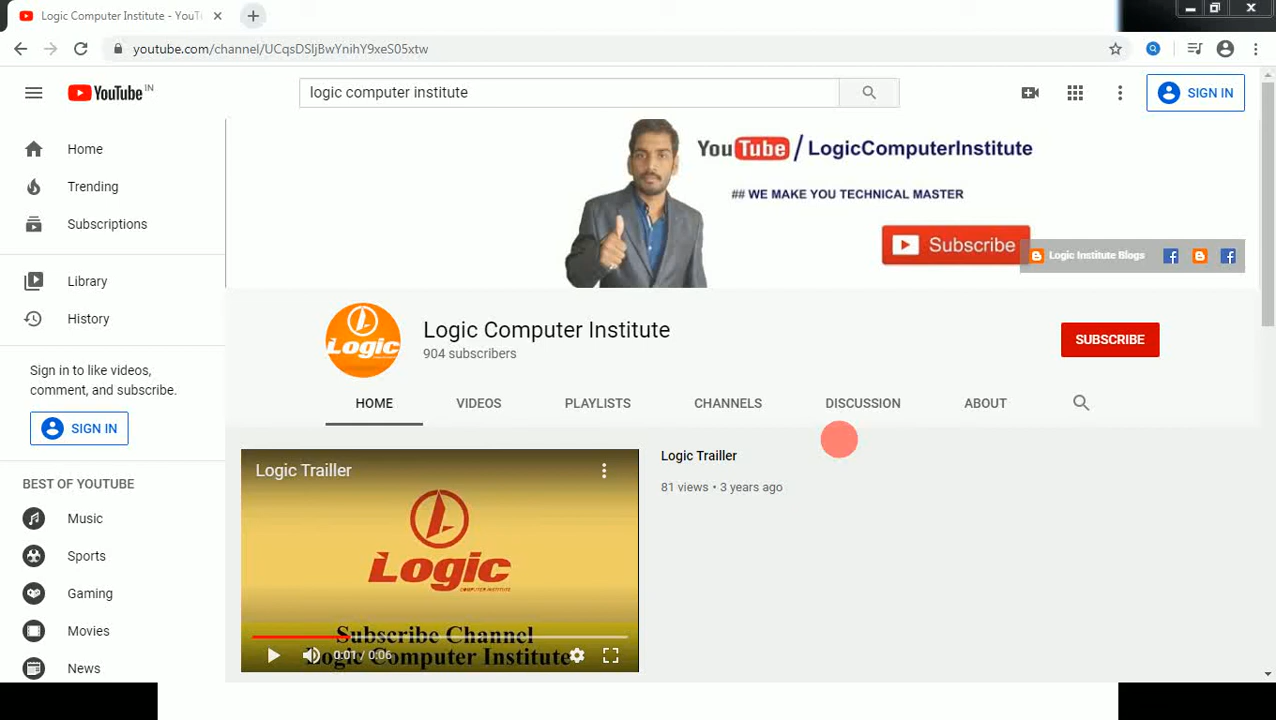 Logic Computer Institute - YouT
youtube.com/channel/UCqsDSljBwYnihY9xeS05xtw
YouTube IN
logic computer institute
SIGN IN
Home
Trending
Subscriptions
Library
History
Sign in to like videos,
comment, and subscribe.
SIGN IN
BEST OF YOUTUBE
Music
Sports
Gaming
Movies
News
YouTube / LogicComputerInstitute
## WE MAKE YOU TECHNICAL MASTER
Subscribe
Logic Institute Blogs
Logic
Logic Computer Institute
904 subscribers
SUBSCRIBE
HOME VIDEOS PLAYLISTS CHANNELS DISCUSSION ABOUT
Logic Trailler
Logic
COMPUTER INSTITUTE
Subscribe Channel
Logic Computer Institute
0:01 / 0:06
Logic Trailler
81 views • 3 years ago